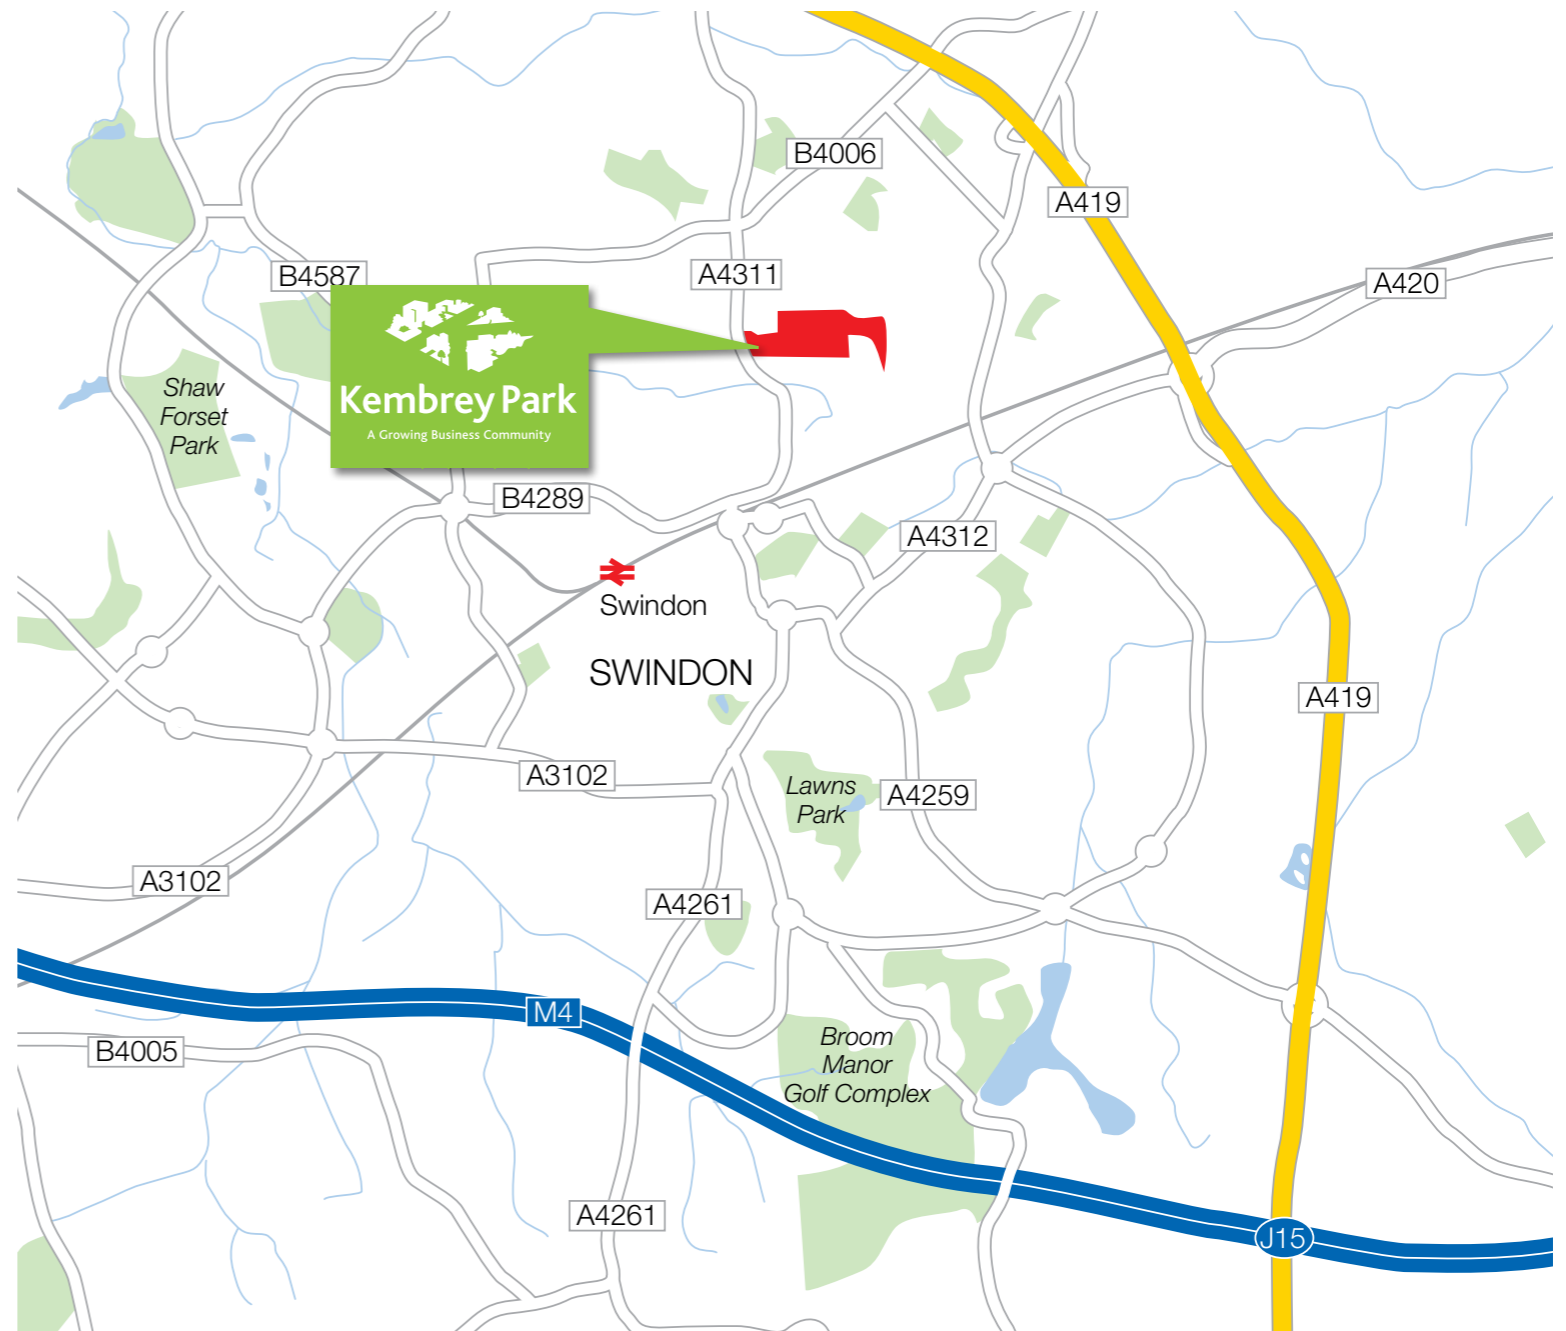 B4006
A419
B4587
A4311
A420
Kembrey Park
A Growing Business Community
Shaw
Forset
Park
B4289
A4312
Swindon
SWINDON
A419
A3102
Lawns
Park
A4259
A3102
A4261
M4
B4005
Broom
Manor
Golf Complex
A4261
J15